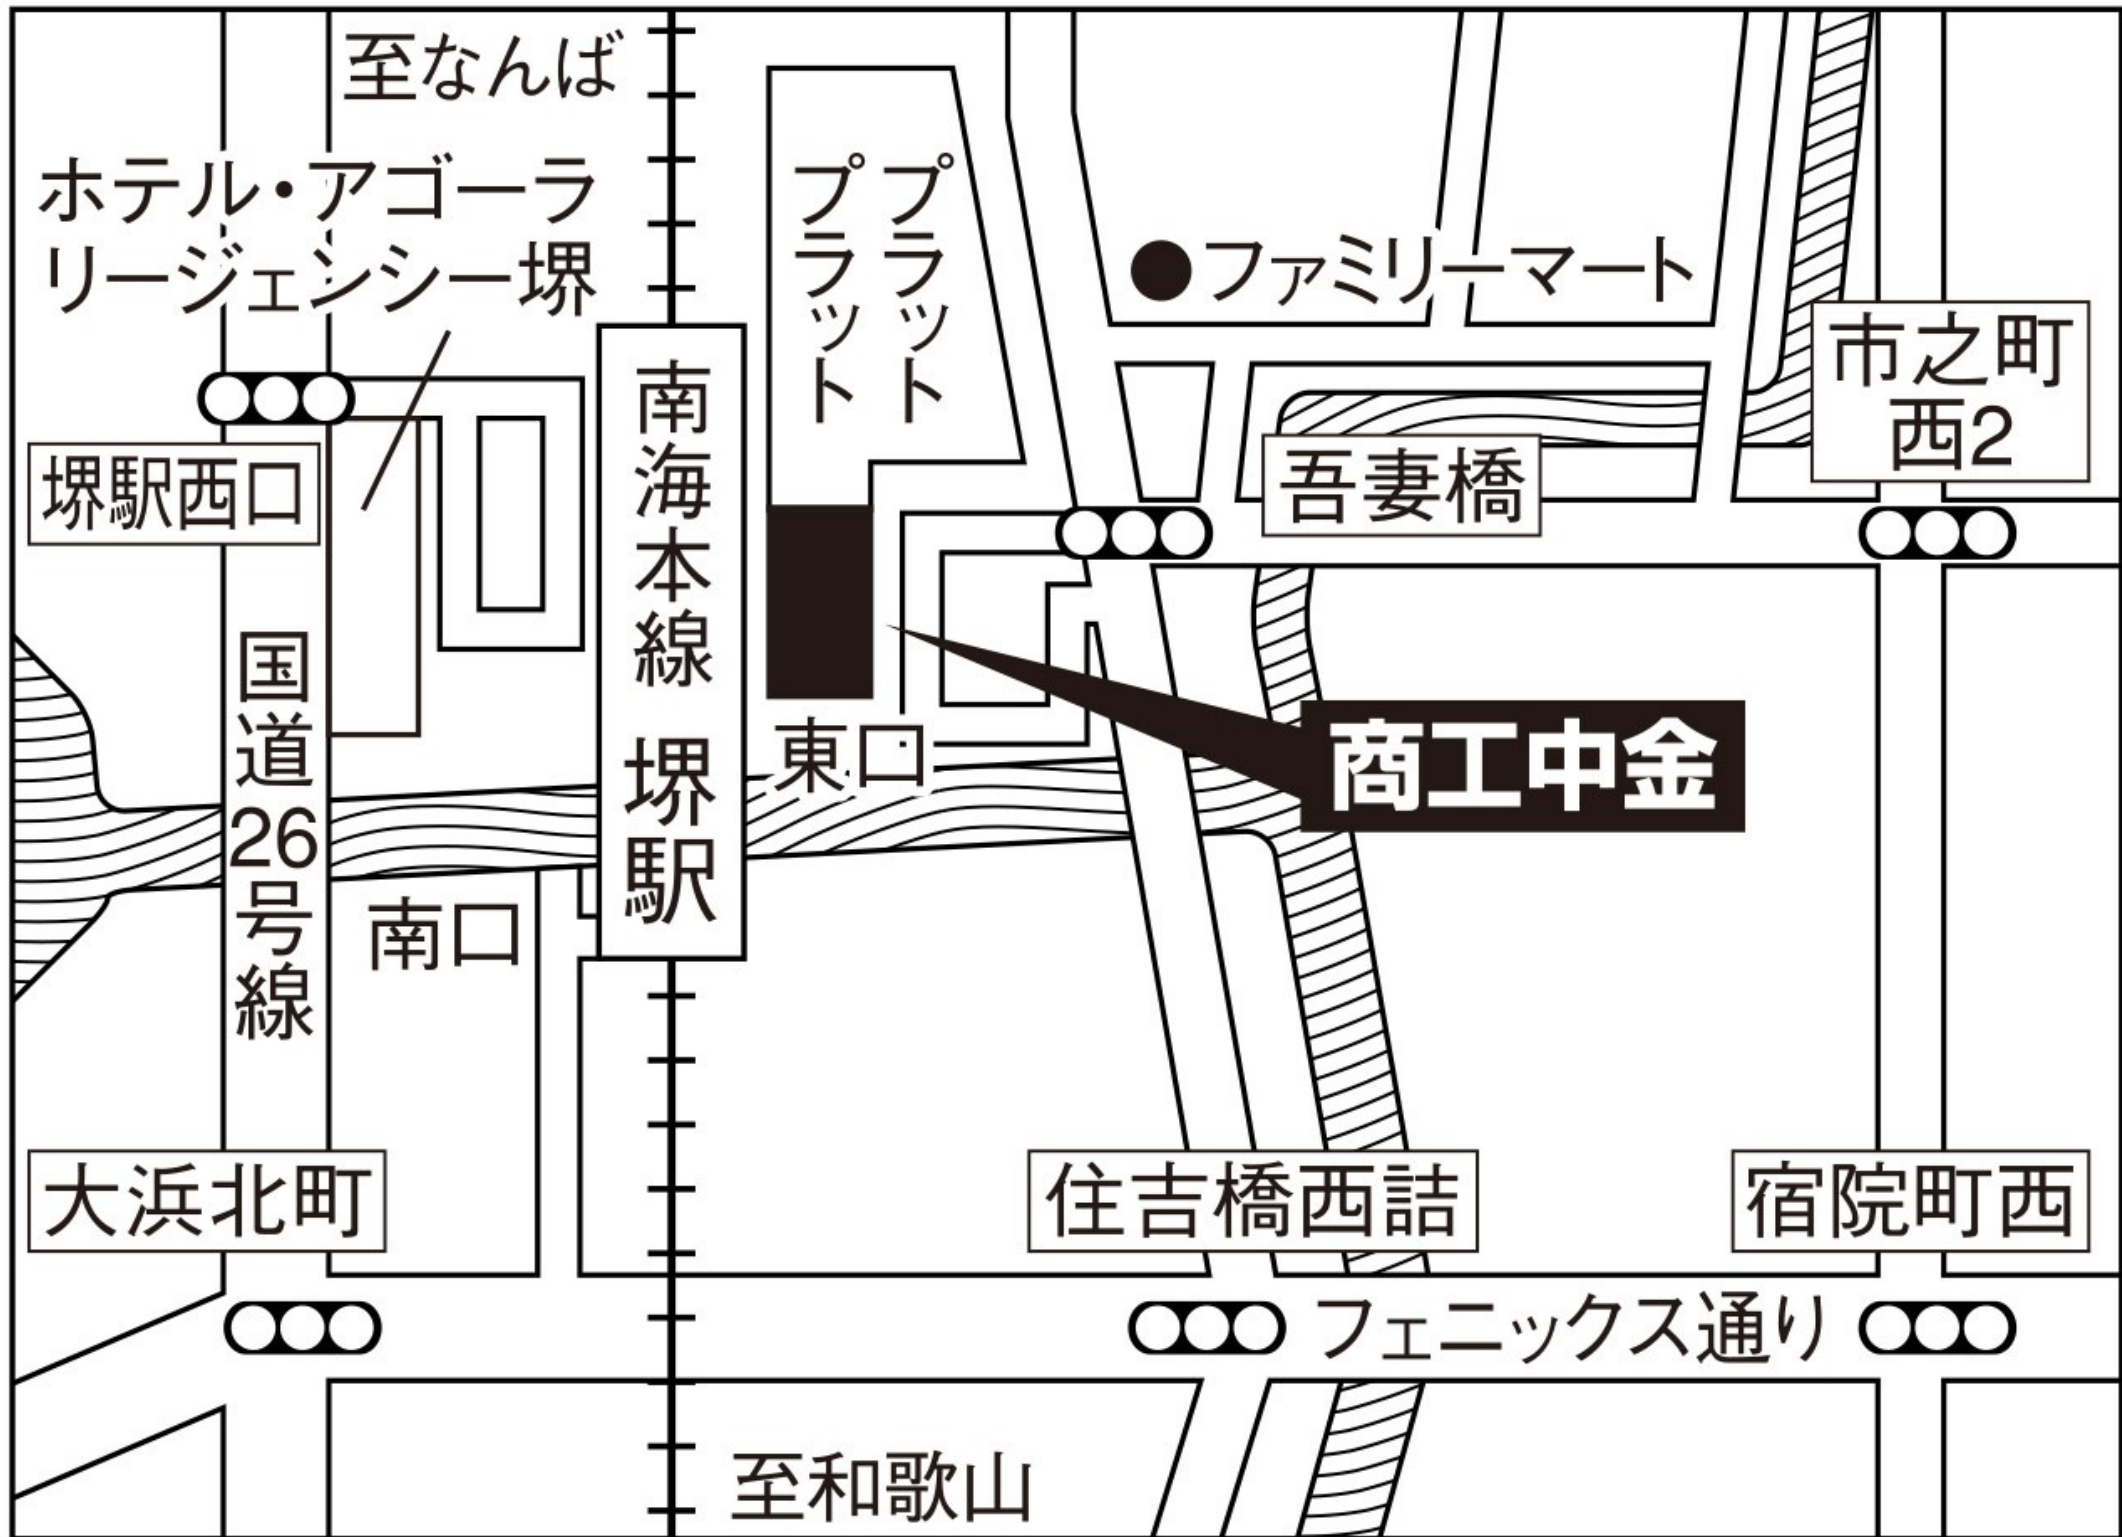 至なんば
ホテル・アゴーラ
リージェンシー堺
プラット
プラット
ファミリーマート
市之町
西2
堺駅西口
吾妻橋
南海本線 堺駅
国道26号線
東口
商工中金
南口
大浜北町
住吉橋西詰
宿院町西
フェニックス通り
至和歌山